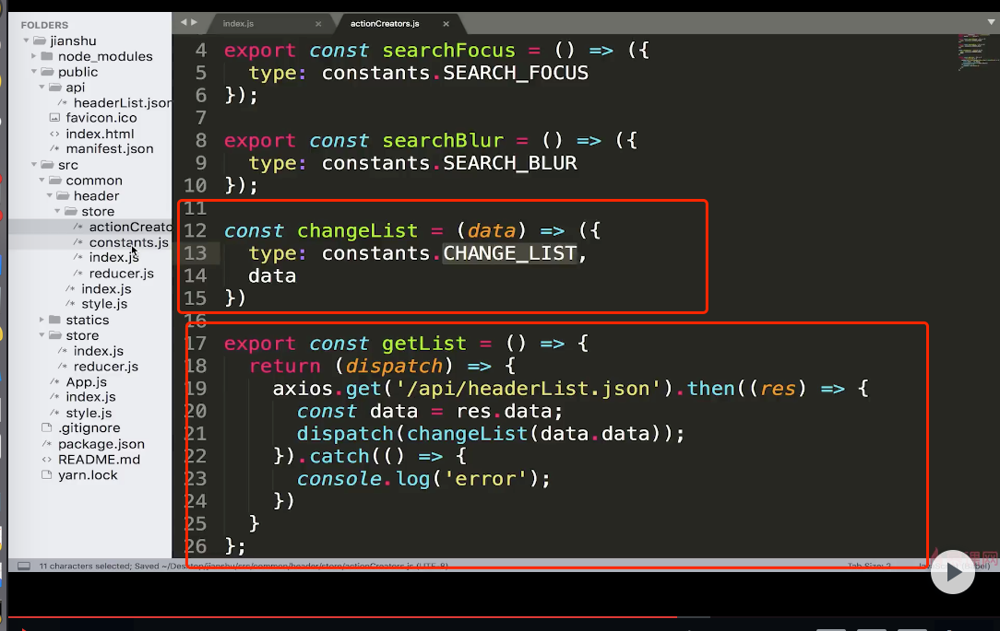 FOLDERS
jianshu
node_modules
public
api
headerList.json
favicon.ico
index.html
manifest.json
src
common
header
store
actionCreato
constants.js
index.js
reducer.js
index.js
style.js
statics
store
index.js
reducer.js
App.js
index.js
style.js
.gitignore
package.json
README.md
yarn.lock
index.js
actionCreators.js
4 export const searchFocus = () => ({
5 type: constants.SEARCH_FOCUS
6 });
7
8 export const searchBlur = () => ({
9 type: constants.SEARCH_BLUR
10 });
11
12 const changeList = (data) => ({
13 type: constants.CHANGE_LIST,
14 data
15 })
16
17 export const getList = () => {
18 return (dispatch) => {
19 axios.get('/api/headerList.json').then((res) => {
20 const data = res.data;
21 dispatch(changeList(data.data));
22 }).catch(() => {
23 console.log('error');
24 })
25 }
26 };
11 characters selected; Saved ~/Desktop/jianshu/src/common/header/store/actionCreators.js (UTF-8)
Tab Size: 2